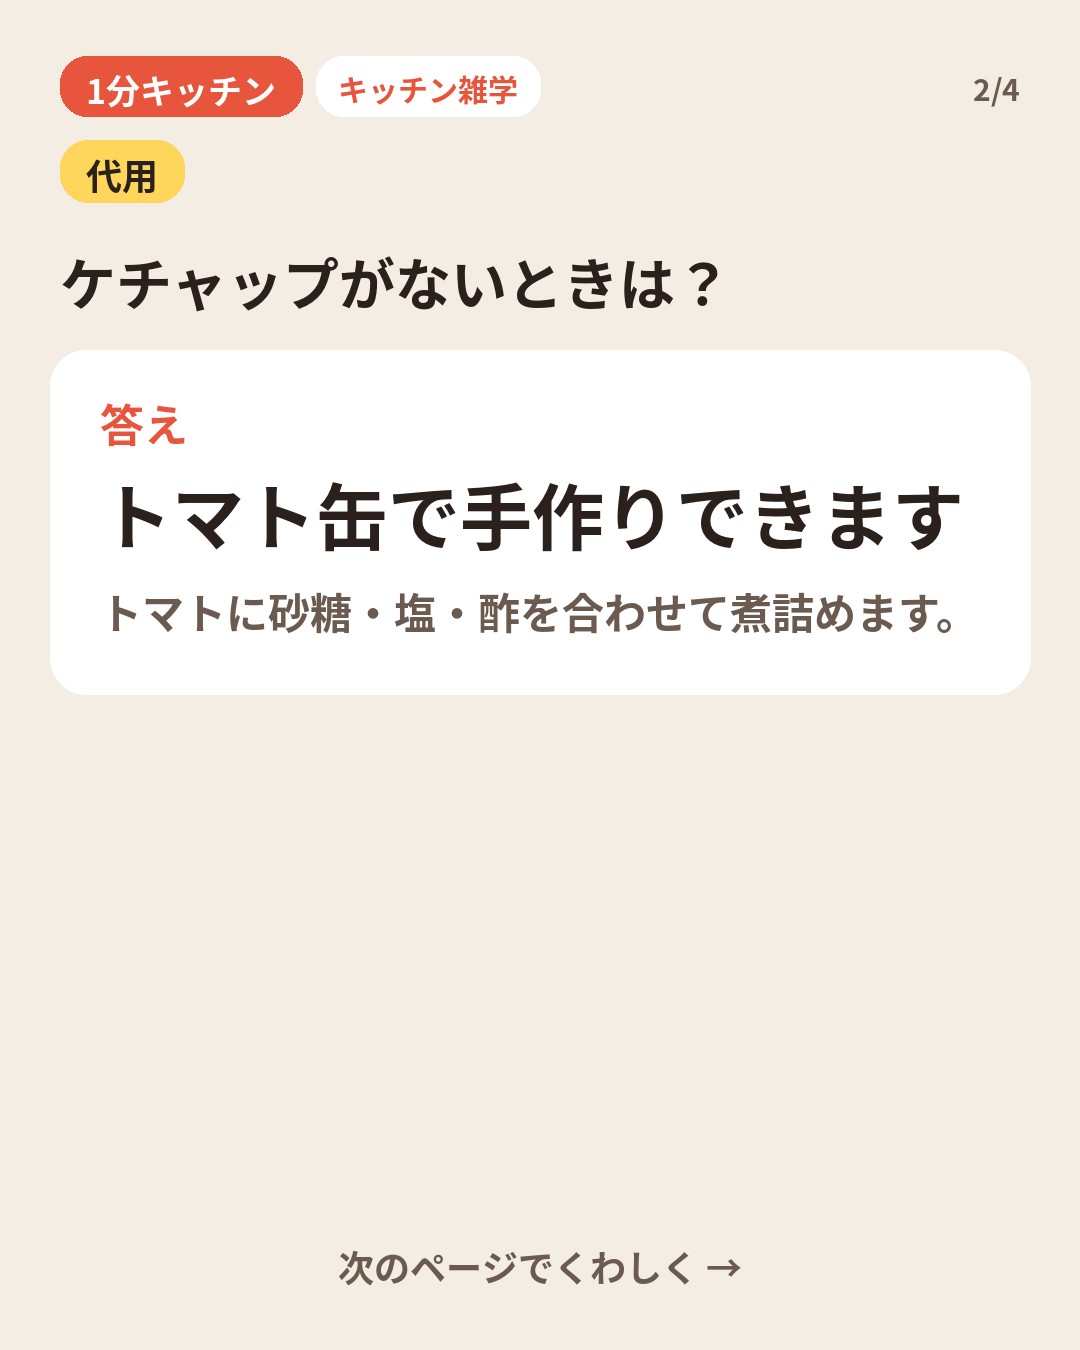 1分キッチン キッチン雑学 2/4
代用
ケチャップがないときは？
答え
トマト缶で手作りできます
トマトに砂糖・塩・酢を合わせて煮詰めます。
次のページでくわしく →